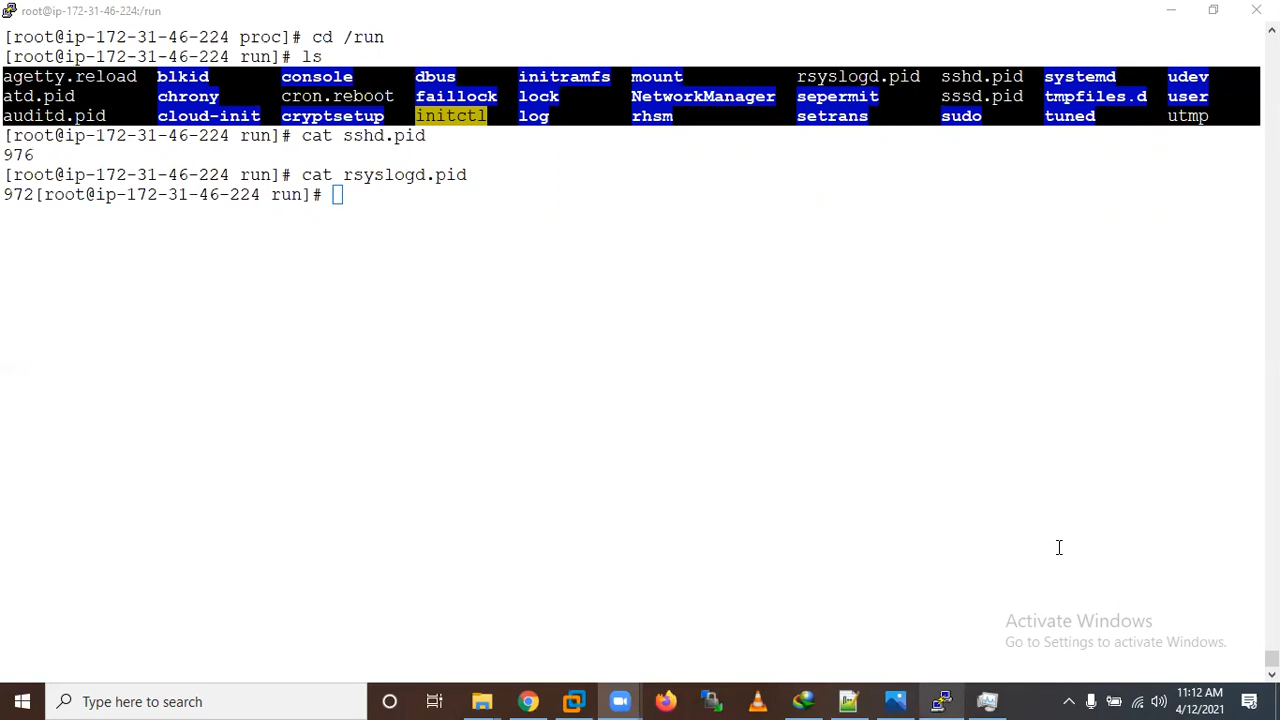 root@ip-172-31-46-224:/run
[root@ip-172-31-46-224 proc]# cd /run
[root@ip-172-31-46-224 run]# ls
agetty.reload blkid console dbus initramfs mount rsyslogd.pid sshd.pid systemd udev
atd.pid chrony cron.reboot faillock lock NetworkManager sepermit sssd.pid tmpfiles.d user
auditd.pid cloud-init cryptsetup initctl log rhsm setrans sudo tuned utmp
[root@ip-172-31-46-224 run]# cat sshd.pid
976
[root@ip-172-31-46-224 run]# cat rsyslogd.pid
972[root@ip-172-31-46-224 run]#
Activate Windows
Go to Settings to activate Windows.
Type here to search
11:12 AM
4/12/2021